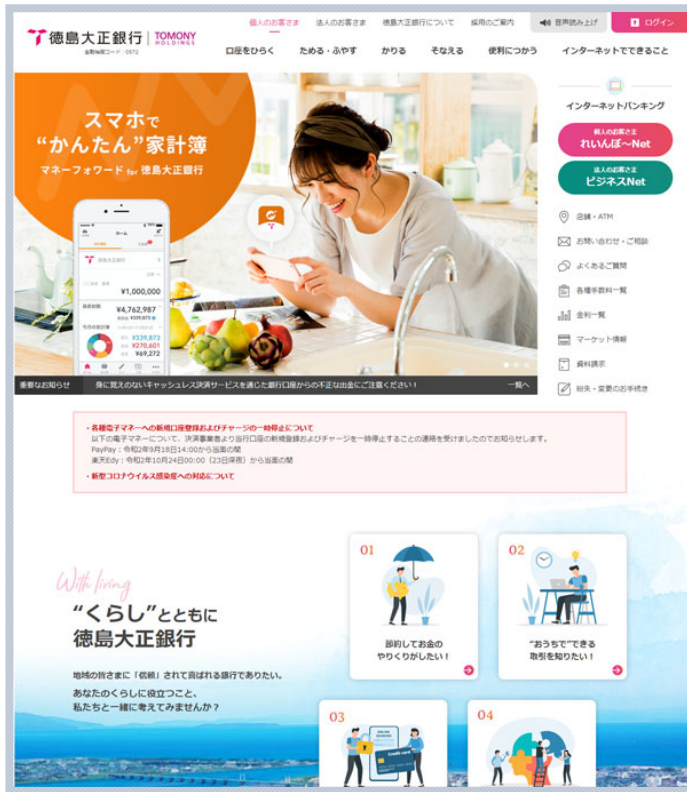 個人のお客さま 法人のお客さま 徳島大正銀行について 採用のご案内 音声読み上げ ログイン
徳島大正銀行 TOMONY
HOLDINGS
金融機関コード：0572
口座をひらく ためる・ふやす かりる そなえる 便利につかう インターネットでできること
スマホで
“かんたん”家計簿
マネーフォワード for 徳島大正銀行
ホーム
徳島大正銀行
¥1,000,000
¥4,762,987
¥339,873
¥270,601
¥69,272
インターネットバンキング
個人のお客さま
れいんぼ～Net
法人のお客さま
ビジネスNet
店舗・ATM
お問い合わせ・ご相談
よくあるご質問
各種手数料一覧
金利一覧
マーケット情報
資料請求
紛失・変更のお手続き
重要なお知らせ 身に覚えのないキャッシュレス決済サービスを通じた銀行口座からの不正な出金にご注意ください！ 一覧へ
・各種電子マネーへの新規口座登録およびチャージの一時停止について
以下の電子マネーについて、決済事業者より当行口座の新規登録およびチャージを一時停止することの連絡を受けましたのでお知らせします。
PayPay：令和2年9月18日14:00から当面の間
楽天Edy：令和2年10月24日00:00（23日深夜）から当面の間
・新型コロナウイルス感染症への対応について
With living
“くらし”とともに
徳島大正銀行
地域の皆さまに「信頼」されて喜ばれる銀行でありたい。
あなたのくらしに役立つこと、
私たちと一緒に考えてみませんか？
01
節約してお金の
やりくりがしたい！
02
“おうちで”できる
取引を知りたい！
03
ONLINE
BANKING
Credit card
04